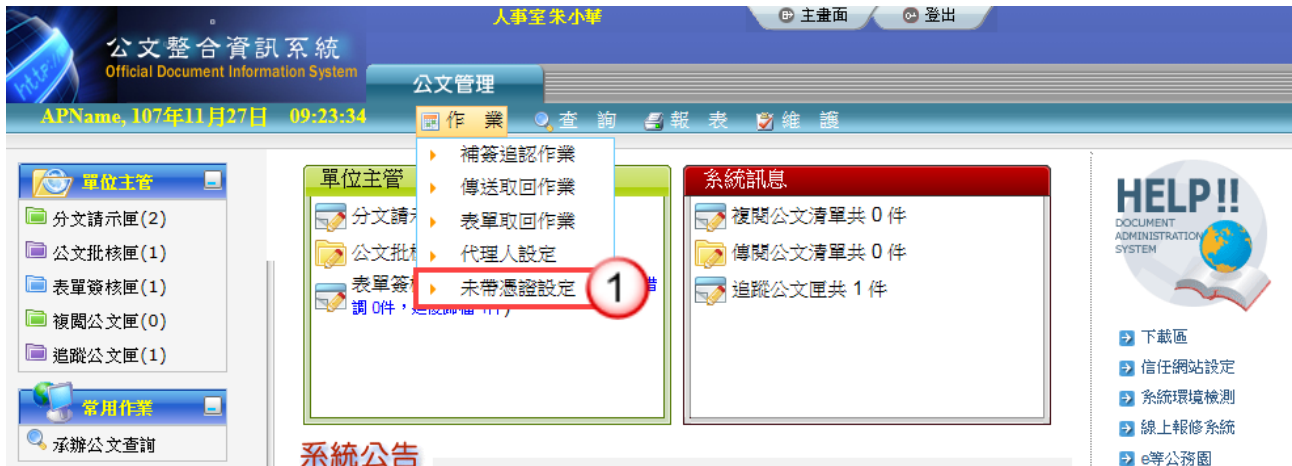 人事室朱小華
主畫面
登出
公文整合資訊系統
Official Document Information System
公文管理
APName, 107年11月27日 09:23:34
作 業
查 詢
報 表
維 護
補簽追認作業
傳送取回作業
表單取回作業
代理人設定
未帶憑證設定
1
單位主管
分文請示匣(2)
公文批核匣(1)
表單簽核匣(1)
複閱公文匣(0)
追蹤公文匣(1)
常用作業
承辦公文查詢
單位主管
分文請
公文批
表單簽
調 0件,
系統訊息
複閱公文清單共 0 件
傳閱公文清單共 0 件
追蹤公文匣共 1 件
系統公告
HELP!!
DOCUMENT
ADMINISTRATION
SYSTEM
下載區
信任網站設定
系統環境檢測
線上報修系統
e等公務園